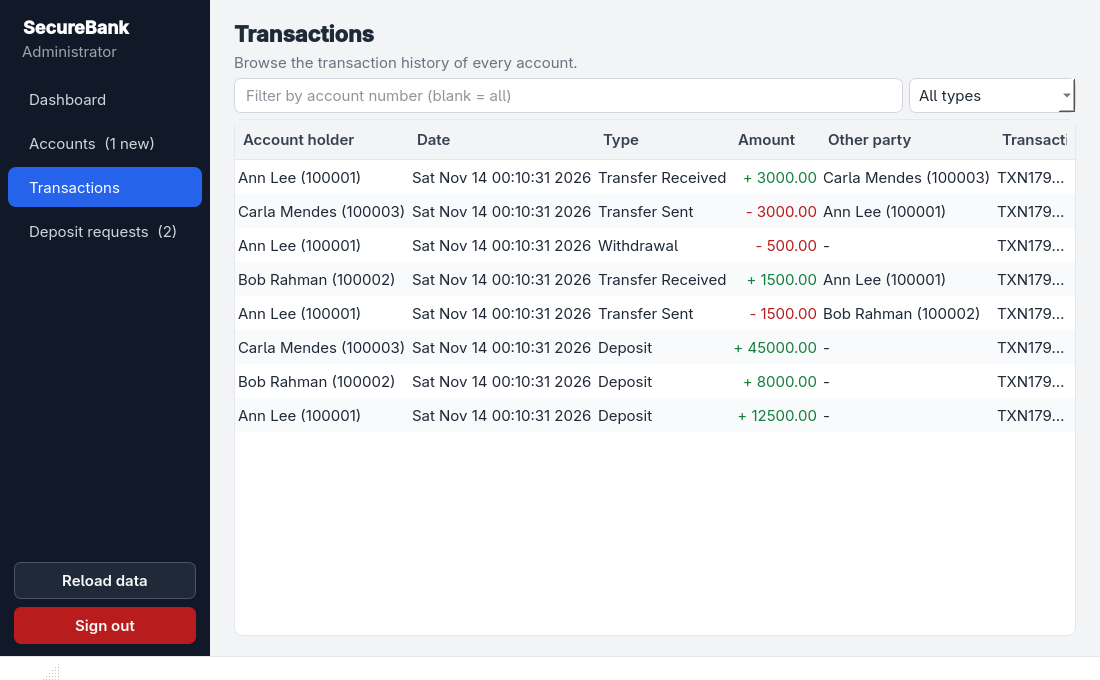 SecureBank
Administrator
Dashboard
Accounts (1 new)
Transactions
Deposit requests (2)
Reload data
Sign out
Transactions
Browse the transaction history of every account.
Filter by account number (blank = all)
All types
Account holder Date Type Amount Other party Transacti
Ann Lee (100001) Sat Nov 14 00:10:31 2026 Transfer Received + 3000.00 Carla Mendes (100003) TXN179...
Carla Mendes (100003) Sat Nov 14 00:10:31 2026 Transfer Sent - 3000.00 Ann Lee (100001) TXN179...
Ann Lee (100001) Sat Nov 14 00:10:31 2026 Withdrawal - 500.00 - TXN179...
Bob Rahman (100002) Sat Nov 14 00:10:31 2026 Transfer Received + 1500.00 Ann Lee (100001) TXN179...
Ann Lee (100001) Sat Nov 14 00:10:31 2026 Transfer Sent - 1500.00 Bob Rahman (100002) TXN179...
Carla Mendes (100003) Sat Nov 14 00:10:31 2026 Deposit + 45000.00 - TXN179...
Bob Rahman (100002) Sat Nov 14 00:10:31 2026 Deposit + 8000.00 - TXN179...
Ann Lee (100001) Sat Nov 14 00:10:31 2026 Deposit + 12500.00 - TXN179...